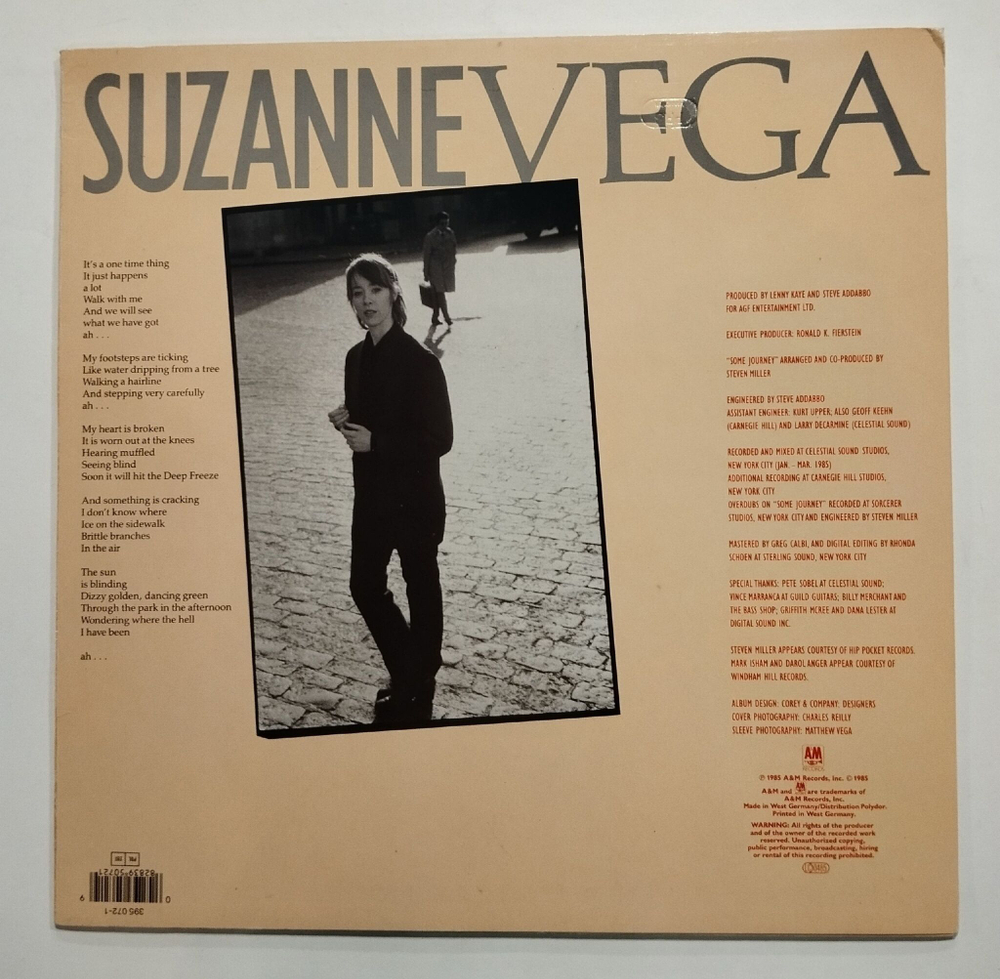 SUZANNE VEGA
It's a one time thing
It just happens
a lot
Walk with me
And we will see
what we have got
ah . . .
My footsteps are ticking
Like water dripping from a tree
Walking a hairline
And stepping very carefully
ah . . .
My heart is broken
It is worn out at the knees
Hearing muffled
Seeing blind
Soon it will hit the Deep Freeze
And something is cracking
I don't know where
Ice on the sidewalk
Brittle branches
In the air
The sun
is blinding
Dizzy golden, dancing green
Through the park in the afternoon
Wondering where the hell
I have been
ah . . .
PRODUCED BY LENNY KAYE AND STEVE ADDABBO
FOR AGF ENTERTAINMENT LTD.
EXECUTIVE PRODUCER: RONALD K. FIERSTEIN
"SOME JOURNEY" ARRANGED AND CO-PRODUCED BY
STEVEN MILLER
ENGINEERED BY STEVE ADDABBO
ASSISTANT ENGINEER: KURT UPPER, ALSO GEOFF KEEHN
(CARNEGIE HILL) AND LARRY DECARMINE (CELESTIAL SOUND)
RECORDED AND MIXED AT CELESTIAL SOUND STUDIOS,
NEW YORK CITY (JAN. - MAR. 1985)
ADDITIONAL RECORDING AT CARNEGIE HILL STUDIOS,
NEW YORK CITY
OVERDUBS ON "SOME JOURNEY" RECORDED AT SORCERER
STUDIOS, NEW YORK CITY AND ENGINEERED BY STEVEN MILLER
MASTERED BY GREG CALBI, AND DIGITAL EDITING BY RHONDA
SCHOEN AT STERLING SOUND, NEW YORK CITY
SPECIAL THANKS: PETE SOBEL AT CELESTIAL SOUND;
VINCE MARRANCA AT GUILD GUITARS; BILLY MERCHANT AND
THE BASS SHOP; GRIFFITH MCREE AND DANA LESTER AT
DIGITAL SOUND INC.
STEVEN MILLER APPEARS COURTESY OF HIP POCKET RECORDS.
MARK ISHAM AND DAROL ANGER APPEAR COURTESY OF
WINDHAM HILL RECORDS.
ALBUM DESIGN: COREY & COMPANY: DESIGNERS
COVER PHOTOGRAPHY: CHARLES REILLY
SLEEVE PHOTOGRAPHY: MATTHEW VEGA
AM
RECORDS
℗ 1985 A&M Records, Inc. © 1985
A&M and AM are trademarks of
A&M Records, Inc.
Made in West Germany/Distribution Polydor.
Printed in West Germany.
WARNING: All rights of the producer
and of the owner of the recorded work
reserved. Unauthorized copying,
public performance, broadcasting, hiring
or rental of this recording prohibited.
0 82839 50721 9
395 072-1